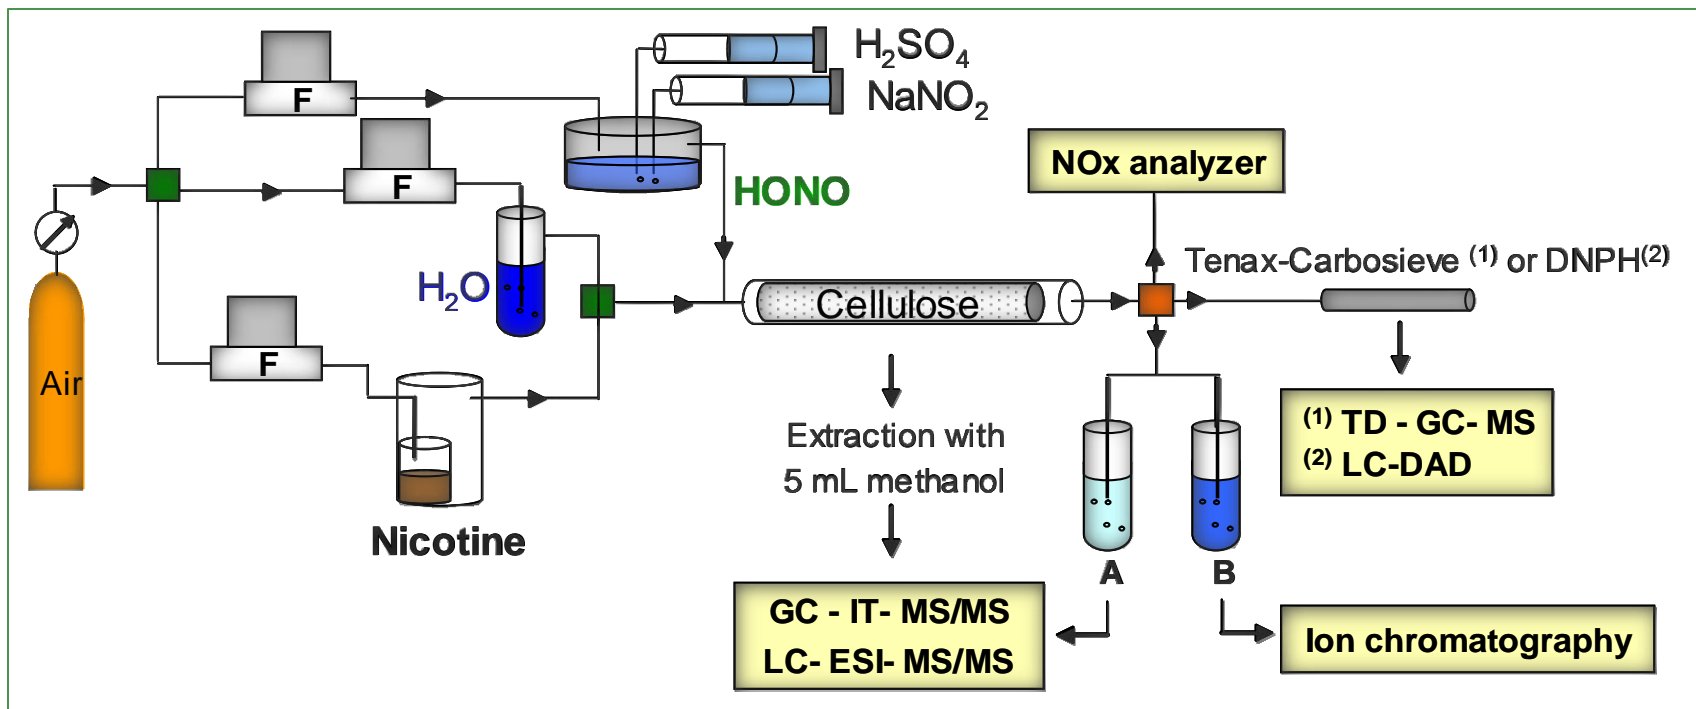 H₂SO₄
NaNO₂
F
F
F
HONO
H₂O
Air
Nicotine
Cellulose
NOx analyzer
Tenax-Carbosieve ⁽¹⁾ or DNPH⁽²⁾
⁽¹⁾ TD - GC- MS
⁽²⁾ LC-DAD
Extraction with
5 mL methanol
A
B
GC - IT- MS/MS
LC- ESI- MS/MS
Ion chromatography